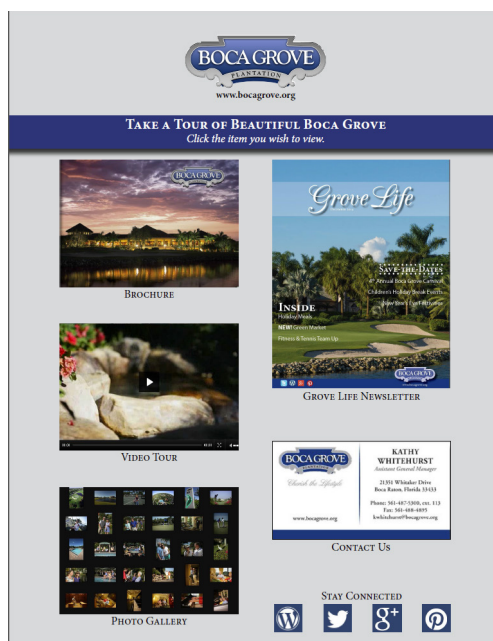 BOCA GROVE
PLANTATION
www.bocagrove.org
TAKE A TOUR OF BEAUTIFUL BOCA GROVE
Click the item you wish to view.
BOCA GROVE
BROCHURE
Grove Life
SAVE-THE-DATES
Annual Boca Grove Carnival
Children's Holiday Break Events
New Year's Eve Festivities
INSIDE
Holiday Meals
NEW! Green Market
Fitness & Tennis Team Up
BOCA GROVE
GROVE LIFE NEWSLETTER
VIDEO TOUR
BOCA GROVE
PLANTATION
Cherish the Lifestyle
www.bocagrove.org
KATHY
WHITEHURST
Assistant General Manager
21351 Whitaker Drive
Boca Raton, Florida 33433
Phone: 561-487-5300, ext. 113
Fax: 561-488-4895
CONTACT US
PHOTO GALLERY
STAY CONNECTED